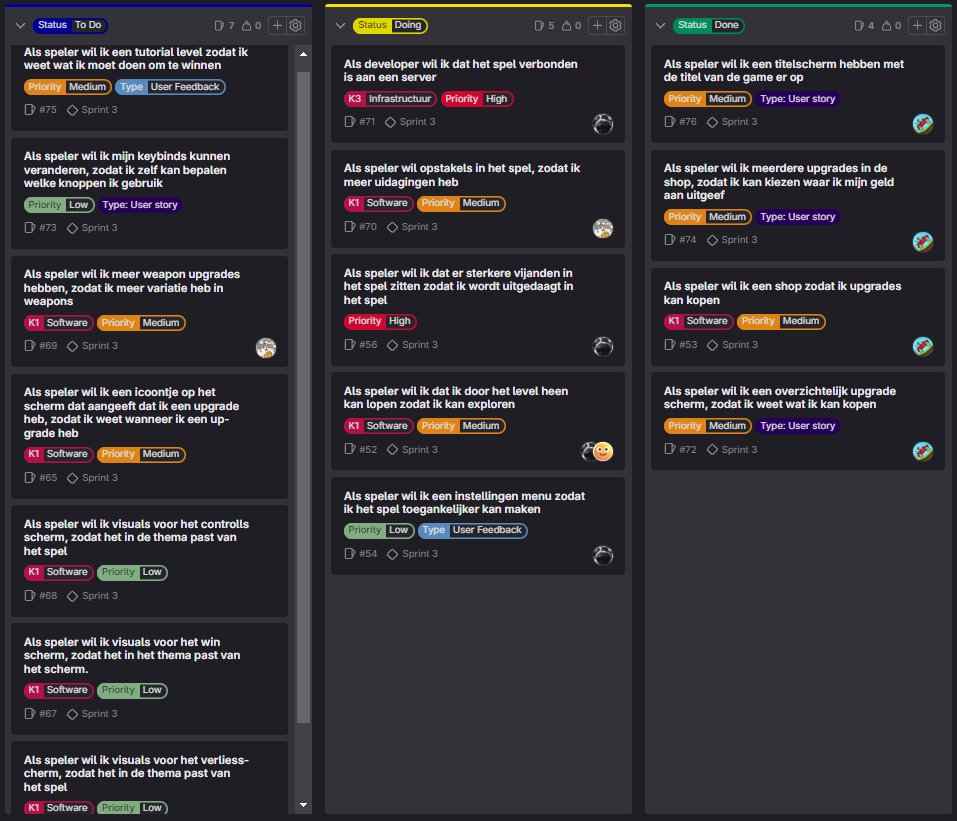 Status To Do 7 0
Als speler wil ik een tutorial level zodat ik
weet wat ik moet doen om te winnen
Priority Medium Type User Feedback
#75 Sprint 3
Als speler wil ik mijn keybinds kunnen
veranderen, zodat ik zelf kan bepalen
welke knoppen ik gebruik
Priority Low Type: User story
#73 Sprint 3
Als speler wil ik meer weapon upgrades
hebben, zodat ik meer variatie heb in
weapons
K1 Software Priority Medium
#69 Sprint 3
Als speler wil ik een icoontje op het
scherm dat aangeeft dat ik een upgrade
heb, zodat ik weet wanneer ik een up-
grade heb
K1 Software Priority Medium
#65 Sprint 3
Als speler wil ik visuals voor het controlls
scherm, zodat het in de thema past van
het spel
K1 Software Priority Low
#68 Sprint 3
Als speler wil ik visuals voor het win
scherm, zodat het in het thema past van
het scherm.
K1 Software Priority Low
#67 Sprint 3
Als speler wil ik visuals voor het verliess-
cherm, zodat het in de thema past van
het spel
K1 Software Priority Low
Status Doing 5 0
Als developer wil ik dat het spel verbonden
is aan een server
K3 Infrastructuur Priority High
#71 Sprint 3
Als speler wil opstakels in het spel, zodat ik
meer uidagingen heb
K1 Software Priority Medium
#70 Sprint 3
Als speler wil ik dat er sterkere vijanden in
het spel zitten zodat ik wordt uitgedaagt in
het spel
Priority High
#56 Sprint 3
Als speler wil ik dat ik door het level heen
kan lopen zodat ik kan exploren
K1 Software Priority Medium
#52 Sprint 3
Als speler wil ik een instellingen menu zodat
ik het spel toegankelijker kan maken
Priority Low Type User Feedback
#54 Sprint 3
Status Done 4 0
Als speler wil ik een titelscherm hebben met
de titel van de game er op
Priority Medium Type: User story
#76 Sprint 3
Als speler wil ik meerdere upgrades in de
shop, zodat ik kan kiezen waar ik mijn geld
aan uitgeef
Priority Medium Type: User story
#74 Sprint 3
Als speler wil ik een shop zodat ik upgrades
kan kopen
K1 Software Priority Medium
#53 Sprint 3
Als speler wil ik een overzichtelijk upgrade
scherm, zodat ik weet wat ik kan kopen
Priority Medium Type: User story
#72 Sprint 3